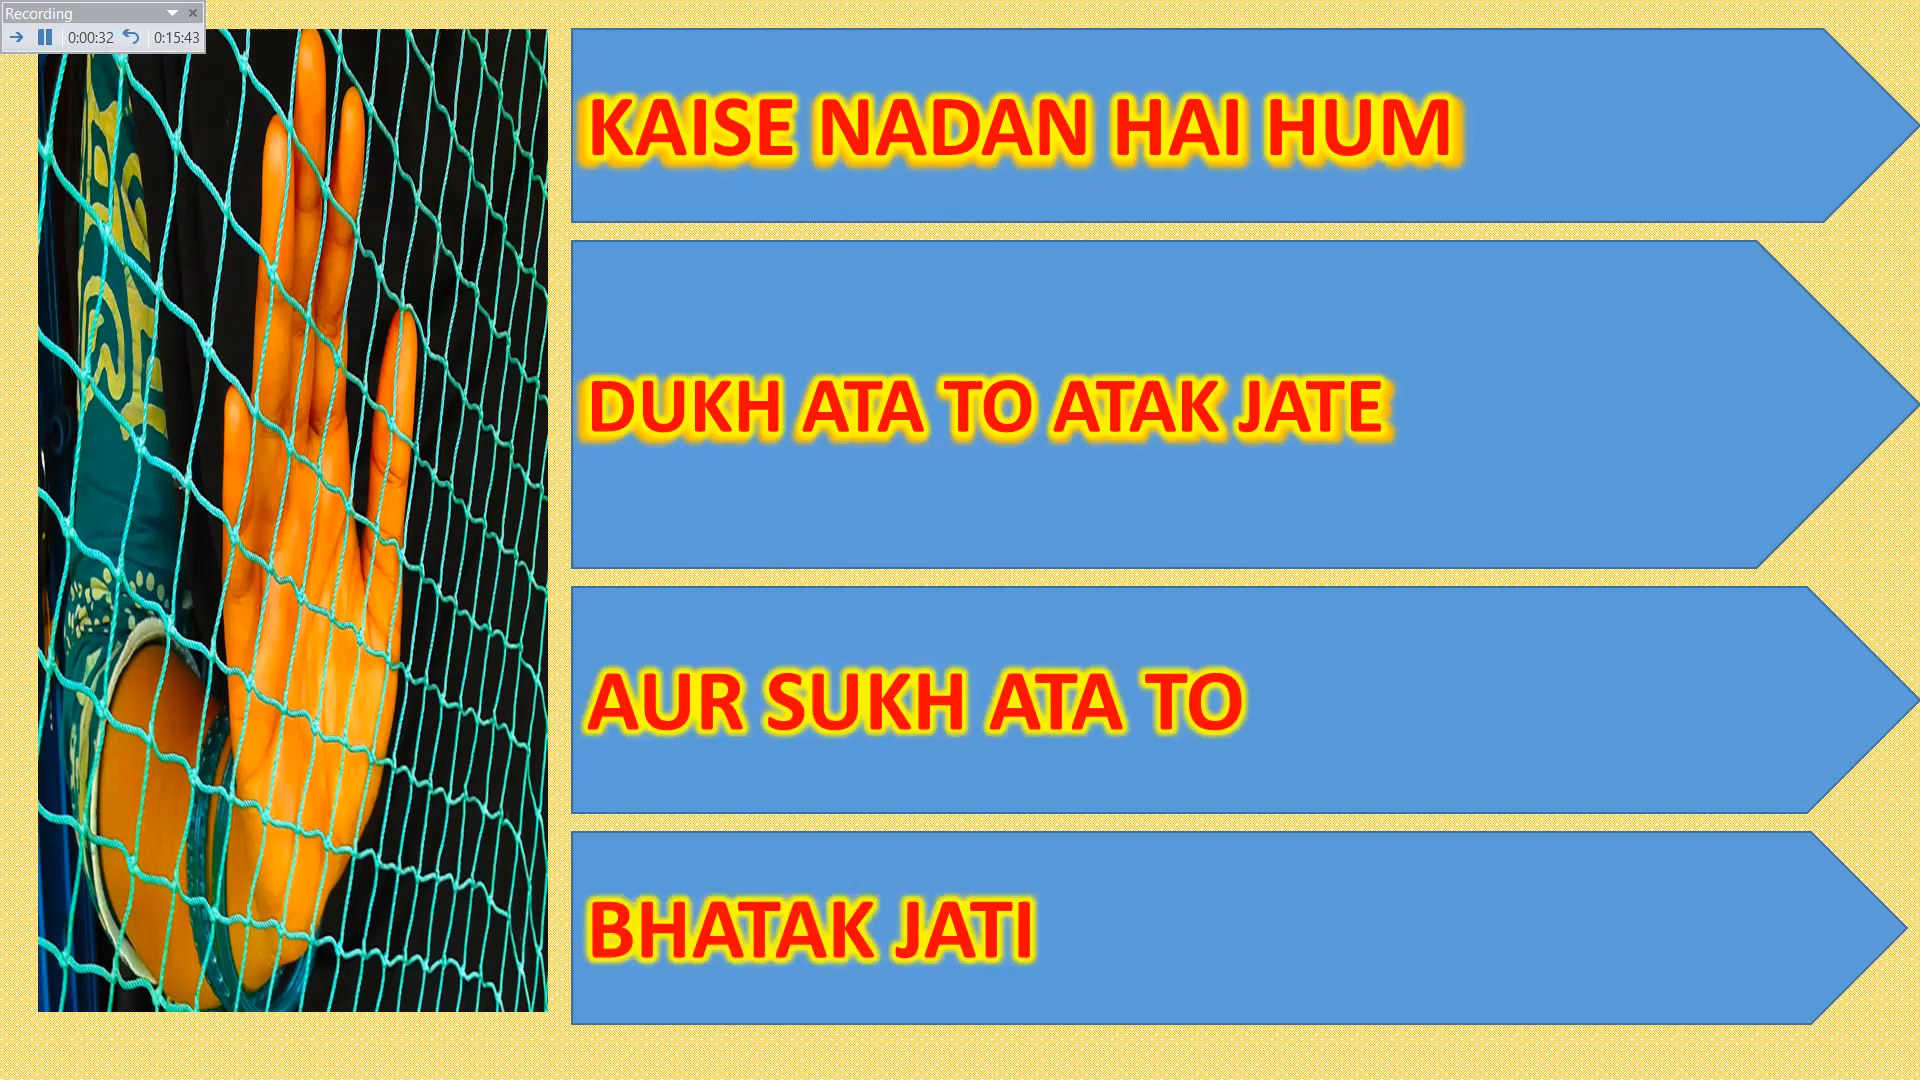 Recording
0:00:32 0:15:43
KAISE NADAN HAI HUM
DUKH ATA TO ATAK JATE
AUR SUKH ATA TO
BHATAK JATI